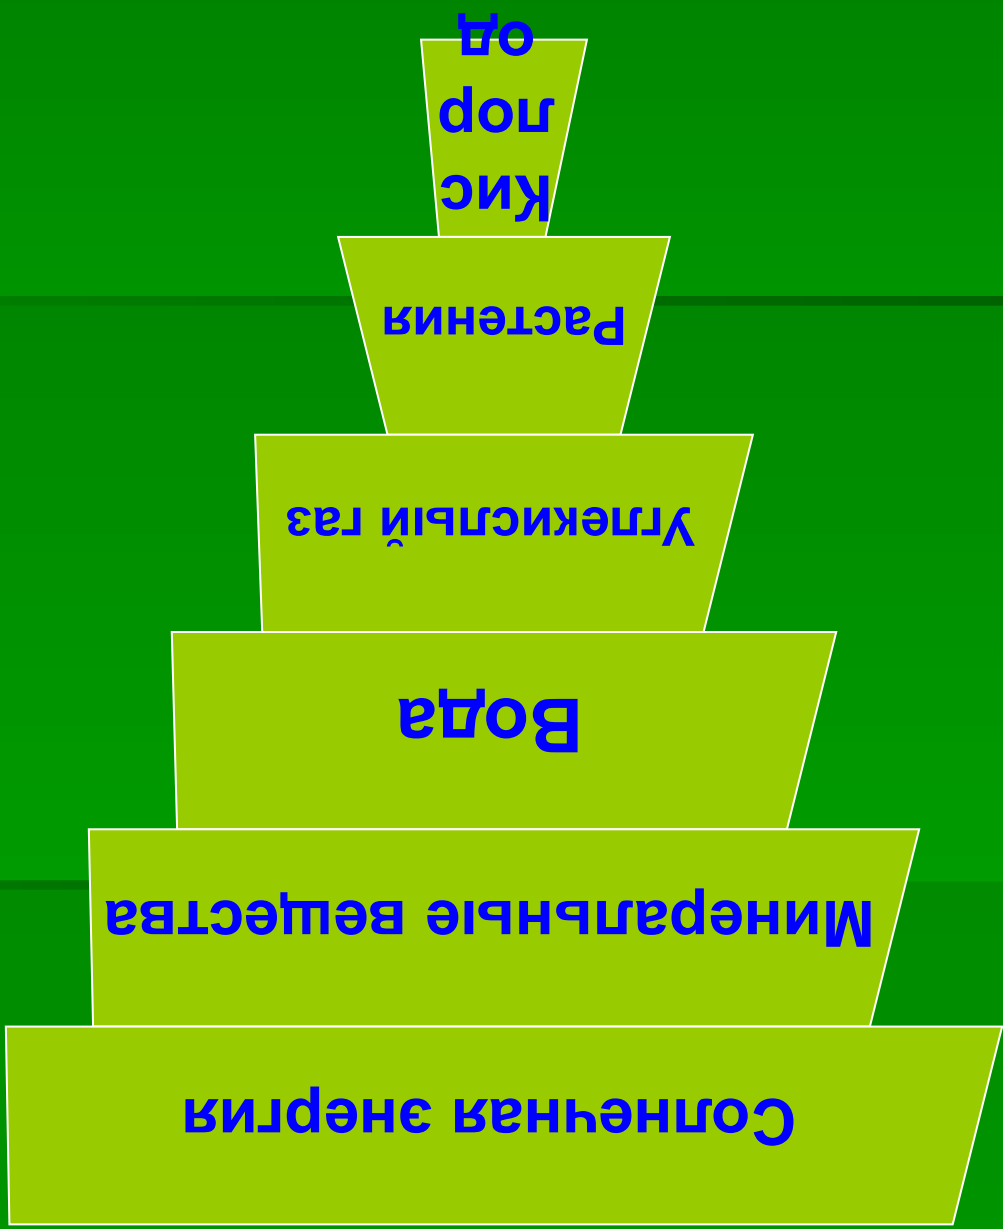 Солнечная энергия
Минеральные вещества
Вода
Углекислый газ
Растения
Кис
лор
од